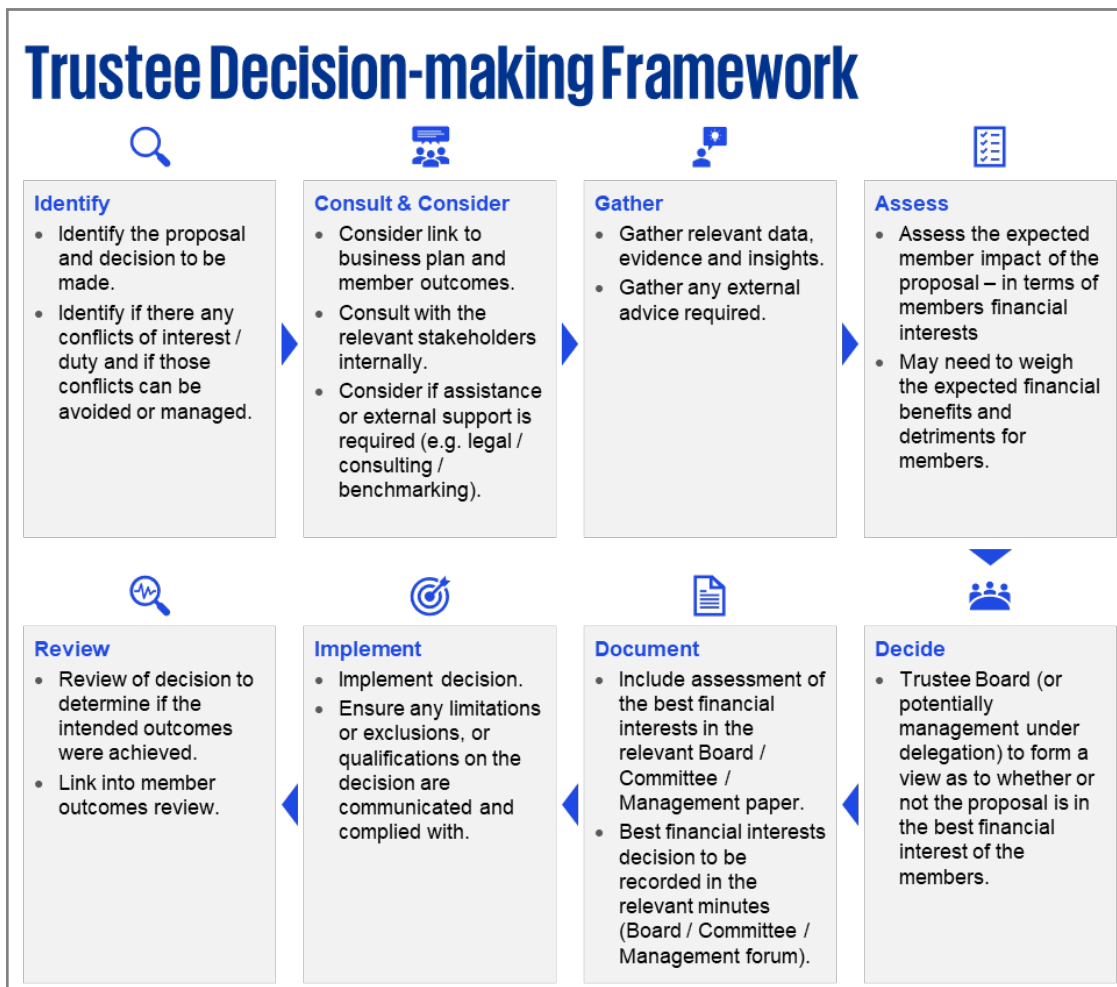 Trustee Decision-making Framework
Identify
• Identify the proposal
and decision to be
made.
• Identify if there any
conflicts of interest /
duty and if those
conflicts can be
avoided or managed.
Consult & Consider
• Consider link to
business plan and
member outcomes.
• Consult with the
relevant stakeholders
internally.
• Consider if assistance
or external support is
required (e.g. legal /
consulting /
benchmarking).
Gather
• Gather relevant data,
evidence and insights.
• Gather any external
advice required.
Assess
• Assess the expected
member impact of the
proposal – in terms of
members financial
interests
• May need to weigh
the expected financial
benefits and
detriments for
members.
Decide
• Trustee Board (or
potentially
management under
delegation) to form a
view as to whether or
not the proposal is in
the best financial
interest of the
members.
Document
• Include assessment of
the best financial
interests in the
relevant Board /
Committee /
Management paper.
• Best financial interests
decision to be
recorded in the
relevant minutes
(Board / Committee /
Management forum).
Implement
• Implement decision.
• Ensure any limitations
or exclusions, or
qualifications on the
decision are
communicated and
complied with.
Review
• Review of decision to
determine if the
intended outcomes
were achieved.
• Link into member
outcomes review.